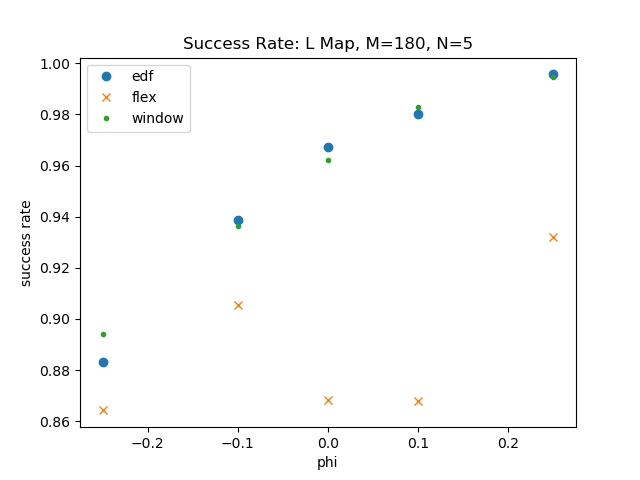 Success Rate: L Map, M=180, N=5
edf
flex
window
success rate
1.00
0.98
0.96
0.94
0.92
0.90
0.88
0.86
−0.2
−0.1
0.0
0.1
0.2
phi